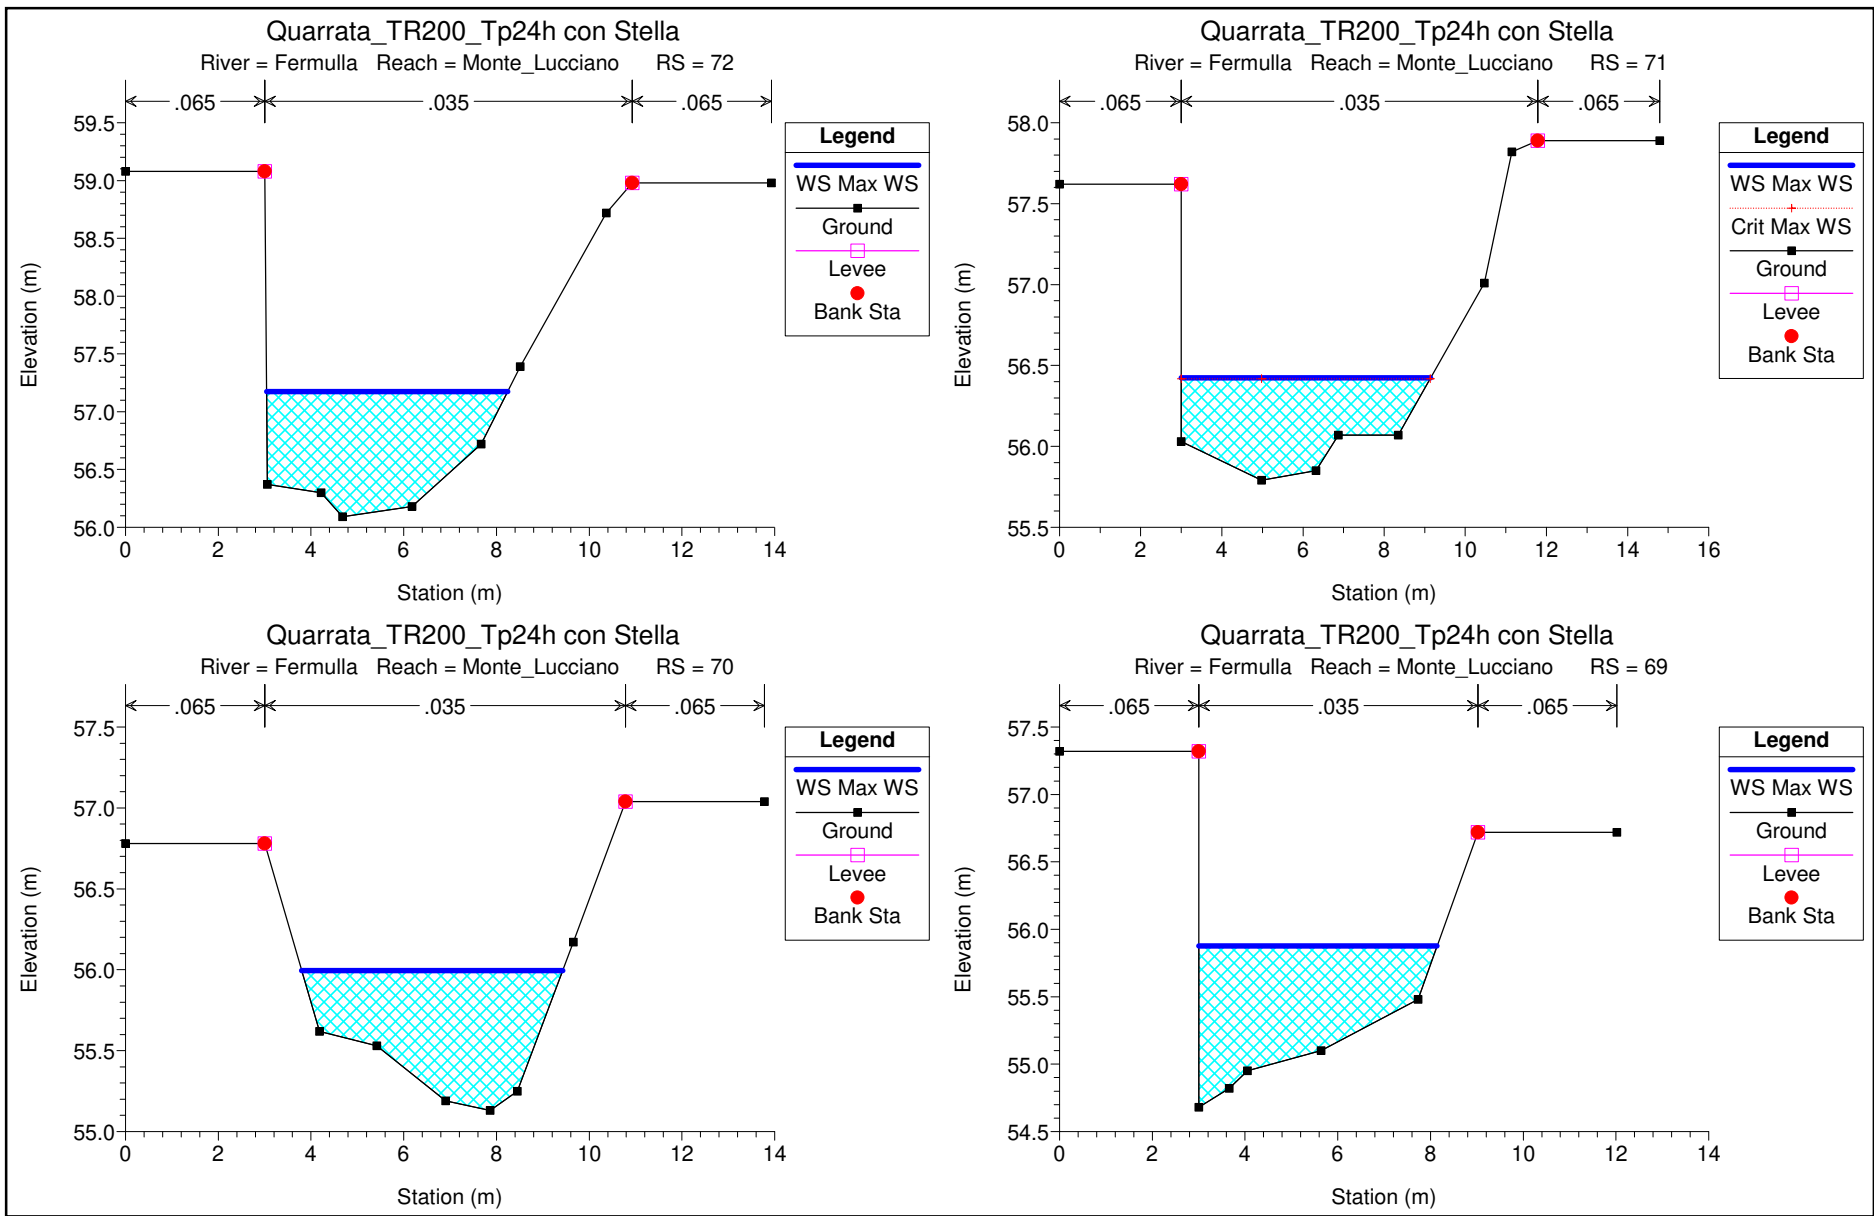 Quarrata_TR200_Tp24h con Stella
River = Fermulla Reach = Monte_Lucciano RS = 72
.065 .035 .065
59.5
59.0
58.5
58.0
57.5
57.0
56.5
56.0
Elevation (m)
0 2 4 6 8 10 12 14
Station (m)
Legend
WS Max WS
Ground
Levee
Bank Sta
Quarrata_TR200_Tp24h con Stella
River = Fermulla Reach = Monte_Lucciano RS = 71
.065 .035 .065
58.0
57.5
57.0
56.5
56.0
55.5
Elevation (m)
0 2 4 6 8 10 12 14 16
Station (m)
Legend
WS Max WS
Crit Max WS
Ground
Levee
Bank Sta
Quarrata_TR200_Tp24h con Stella
River = Fermulla Reach = Monte_Lucciano RS = 70
.065 .035 .065
57.5
57.0
56.5
56.0
55.5
55.0
Elevation (m)
0 2 4 6 8 10 12 14
Station (m)
Legend
WS Max WS
Ground
Levee
Bank Sta
Quarrata_TR200_Tp24h con Stella
River = Fermulla Reach = Monte_Lucciano RS = 69
.065 .035 .065
57.5
57.0
56.5
56.0
55.5
55.0
54.5
Elevation (m)
0 2 4 6 8 10 12 14
Station (m)
Legend
WS Max WS
Ground
Levee
Bank Sta